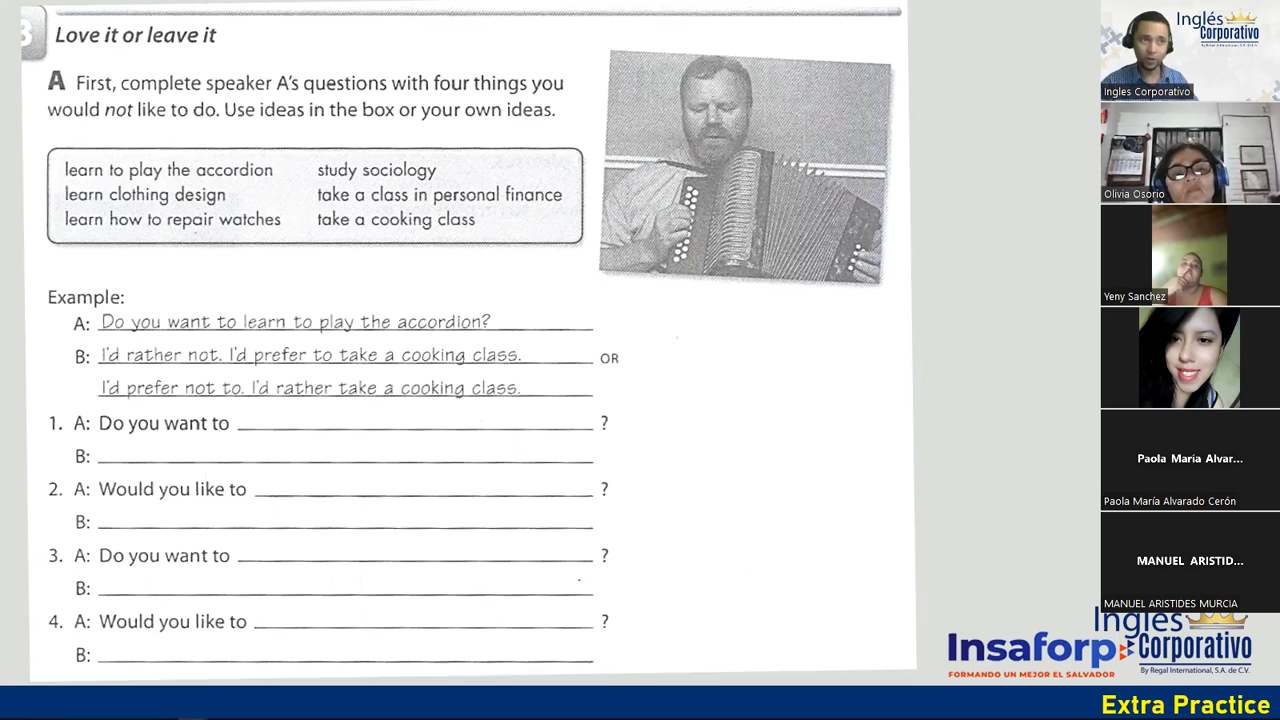 3
Love it or leave it
A First, complete speaker A's questions with four things you
would not like to do. Use ideas in the box or your own ideas.
learn to play the accordion study sociology
learn clothing design take a class in personal finance
learn how to repair watches take a cooking class
Example:
A: Do you want to learn to play the accordion?
B: I'd rather not. I'd prefer to take a cooking class. OR
I'd prefer not to. I'd rather take a cooking class.
1. A: Do you want to ?
B:
2. A: Would you like to ?
B:
3. A: Do you want to ?
B:
4. A: Would you like to ?
B:
Inglés
Corporativo
By Regal International, S.A. de C.V.
Ingles Corporativo
Olivia Osorio
Yeny Sanchez
Paola María Alvar...
Paola María Alvarado Cerón
MANUEL ARISTID...
MANUEL ARISTIDES MURCIA
Insaforp
FORMANDO UN MEJOR EL SALVADOR
Inglés
Corporativo
By Regal International, S.A. de C.V.
Extra Practice